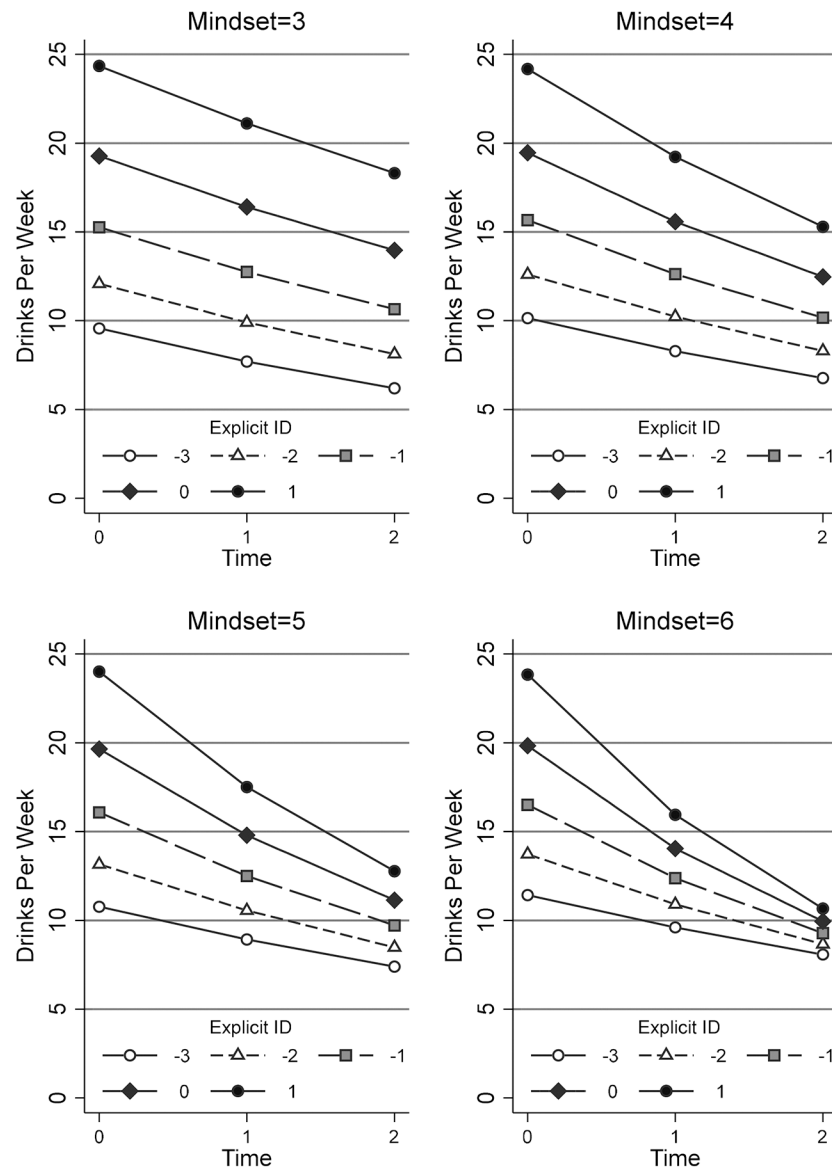 Mindset=3
25
20
15
10
5
0
Drinks Per Week
Explicit ID
-3 -2 -1
0 1
0 1 2
Time
Mindset=4
25
20
15
10
5
0
Drinks Per Week
Explicit ID
-3 -2 -1
0 1
0 1 2
Time
Mindset=5
25
20
15
10
5
0
Drinks Per Week
Explicit ID
-3 -2 -1
0 1
0 1 2
Time
Mindset=6
25
20
15
10
5
0
Drinks Per Week
Explicit ID
-3 -2 -1
0 1
0 1 2
Time